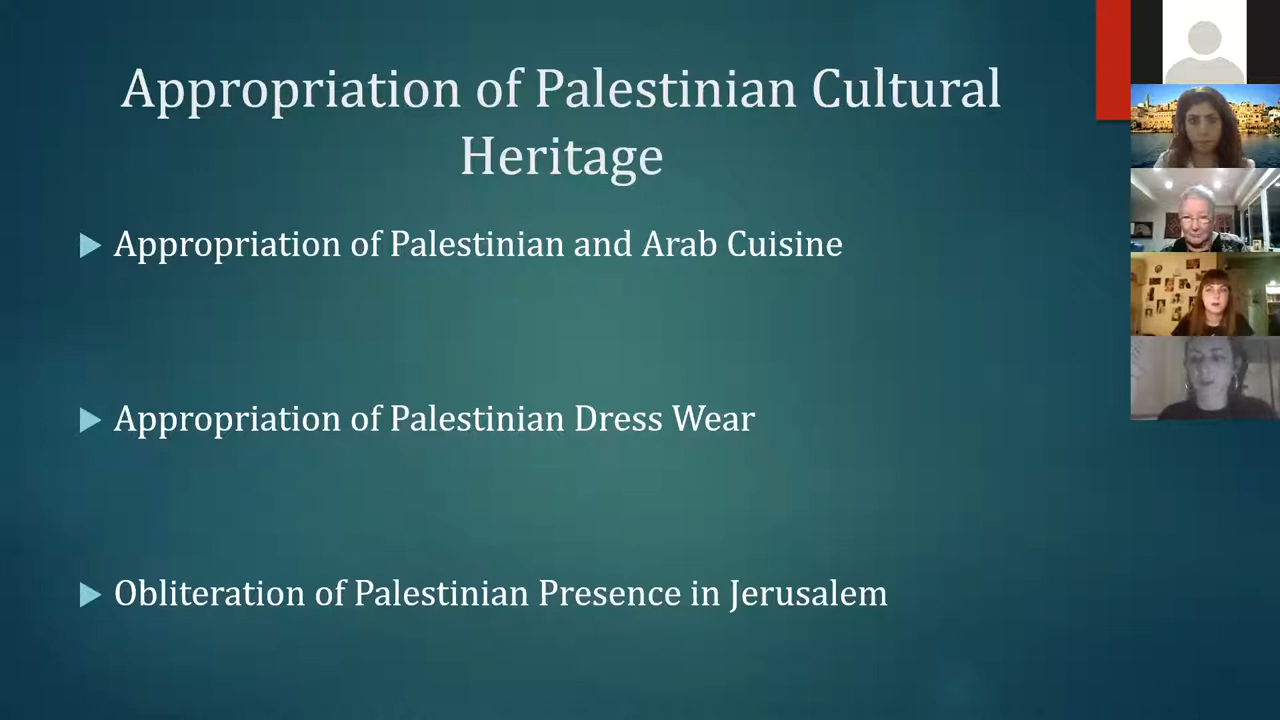 Appropriation of Palestinian Cultural
Heritage
Appropriation of Palestinian and Arab Cuisine
Appropriation of Palestinian Dress Wear
Obliteration of Palestinian Presence in Jerusalem